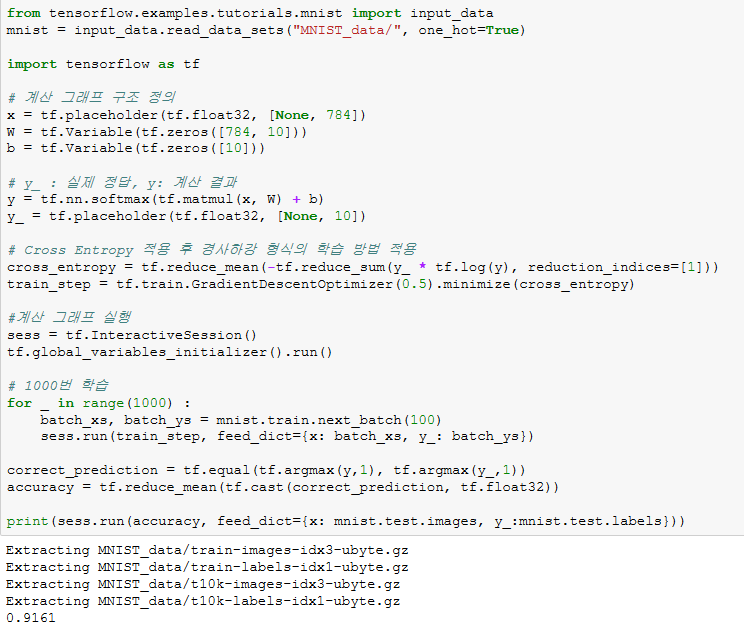 from tensorflow.examples.tutorials.mnist import input_data
mnist = input_data.read_data_sets("MNIST_data/", one_hot=True)
import tensorflow as tf
# 계산 그래프 구조 정의
x = tf.placeholder(tf.float32, [None, 784])
W = tf.Variable(tf.zeros([784, 10]))
b = tf.Variable(tf.zeros([10]))
# y_ : 실제 정답, y: 계산 결과
y = tf.nn.softmax(tf.matmul(x, W) + b)
y_ = tf.placeholder(tf.float32, [None, 10])
# Cross Entropy 적용 후 경사하강 형식의 학습 방법 적용
cross_entropy = tf.reduce_mean(-tf.reduce_sum(y_ * tf.log(y), reduction_indices=[1]))
train_step = tf.train.GradientDescentOptimizer(0.5).minimize(cross_entropy)
#계산 그래프 실행
sess = tf.InteractiveSession()
tf.global_variables_initializer().run()
# 1000번 학습
for _ in range(1000) :
    batch_xs, batch_ys = mnist.train.next_batch(100)
    sess.run(train_step, feed_dict={x: batch_xs, y_: batch_ys})
correct_prediction = tf.equal(tf.argmax(y,1), tf.argmax(y_,1))
accuracy = tf.reduce_mean(tf.cast(correct_prediction, tf.float32))
print(sess.run(accuracy, feed_dict={x: mnist.test.images, y_:mnist.test.labels}))
Extracting MNIST_data/train-images-idx3-ubyte.gz
Extracting MNIST_data/train-labels-idx1-ubyte.gz
Extracting MNIST_data/t10k-images-idx3-ubyte.gz
Extracting MNIST_data/t10k-labels-idx1-ubyte.gz
0.9161